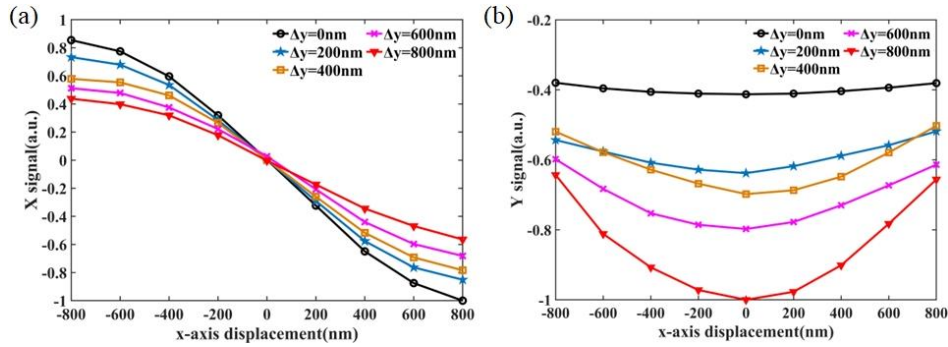 (a)
1
0.8
0.6
0.4
0.2
0
-0.2
-0.4
-0.6
-0.8
-1
X signal(a.u.)
Δy=0nm
Δy=200nm
Δy=400nm
Δy=600nm
Δy=800nm
-800 -600 -400 -200 0 200 400 600 800
x-axis displacement(nm)
(b)
-0.2
-0.4
-0.6
-0.8
-1
Y signal(a.u.)
Δy=0nm
Δy=200nm
Δy=400nm
Δy=600nm
Δy=800nm
-800 -600 -400 -200 0 200 400 600 800
x-axis displacement(nm)